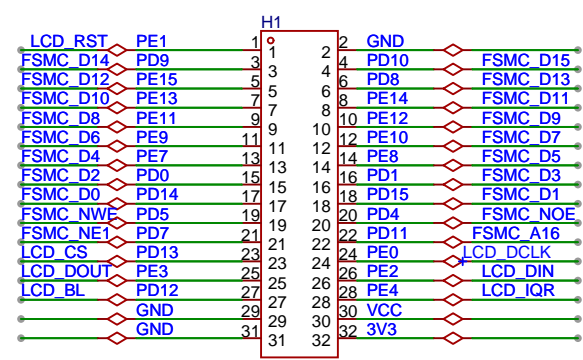 H1
LCD_RST PE1 1 1 2 2 GND
FSMC_D14 PD9 3 3 4 4 PD10 FSMC_D15
FSMC_D12 PE15 5 5 6 6 PD8 FSMC_D13
FSMC_D10 PE13 7 7 8 8 PE14 FSMC_D11
FSMC_D8 PE11 9 9 10 10 PE12 FSMC_D9
FSMC_D6 PE9 11 11 12 12 PE10 FSMC_D7
FSMC_D4 PE7 13 13 14 14 PE8 FSMC_D5
FSMC_D2 PD0 15 15 16 16 PD1 FSMC_D3
FSMC_D0 PD14 17 17 18 18 PD15 FSMC_D1
FSMC_NWE PD5 19 19 20 20 PD4 FSMC_NOE
FSMC_NE1 PD7 21 21 22 22 PD11 FSMC_A16
LCD_CS PD13 23 23 24 24 PE0 LCD_DCLK
LCD_DOUT PE3 25 25 26 26 PE2 LCD_DIN
LCD_BL PD12 27 27 28 28 PE4 LCD_IQR
GND 29 29 30 30 VCC
GND 31 31 32 32 3V3